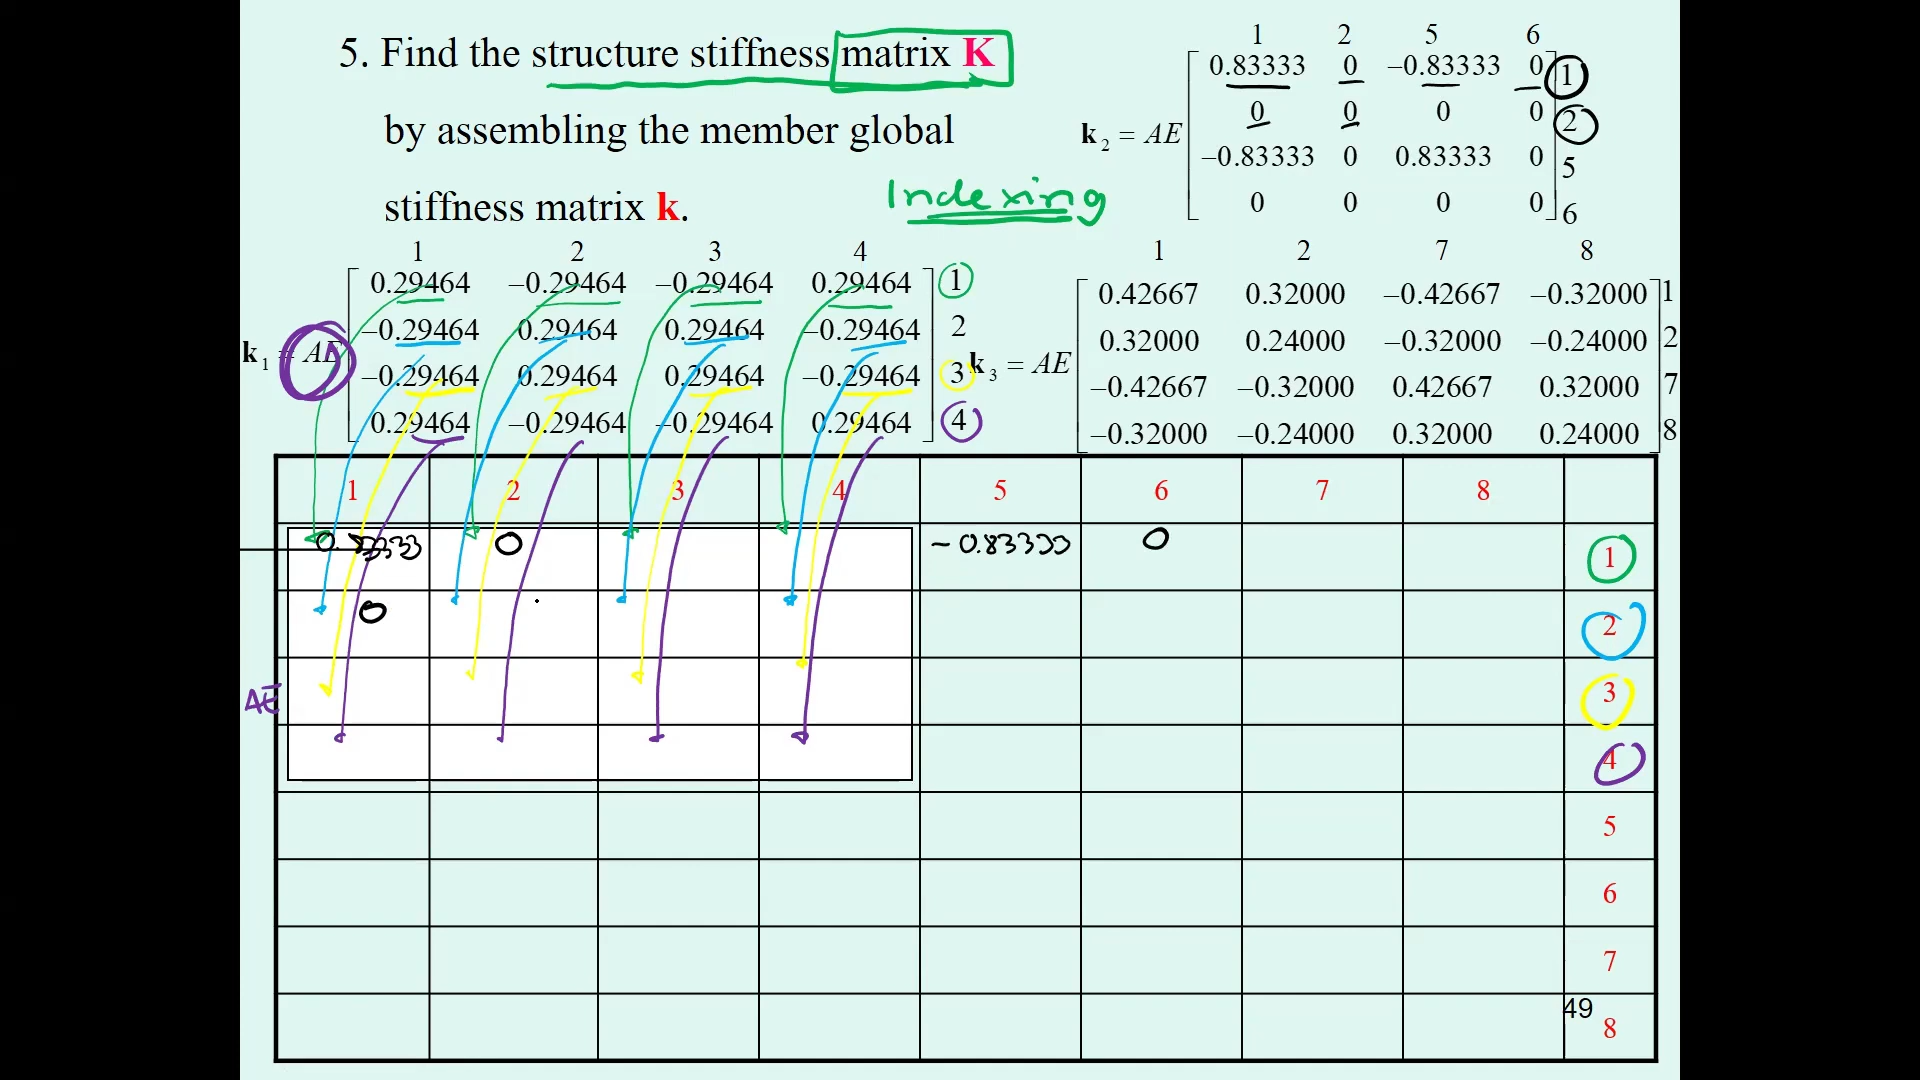 5. Find the structure stiffness matrix K
by assembling the member global
stiffness matrix k.
Indexing
1 2 5 6
k2 = AE
0.83333 0 −0.83333 0 1
0 0 0 0 2
−0.83333 0 0.83333 0 5
0 0 0 0 6
1 2 3 4
k1 = AE
0.29464 −0.29464 −0.29464 0.29464 1
−0.29464 0.29464 0.29464 −0.29464 2
−0.29464 0.29464 0.29464 −0.29464 3
0.29464 −0.29464 −0.29464 0.29464 4
1 2 7 8
k3 = AE
0.42667 0.32000 −0.42667 −0.32000 1
0.32000 0.24000 −0.32000 −0.24000 2
−0.42667 −0.32000 0.42667 0.32000 7
−0.32000 −0.24000 0.32000 0.24000 8
1 2 3 4 5 6 7 8
0.83333 0 −0.83333 0 1
0 2
AE 3
4
5
6
7
49
8